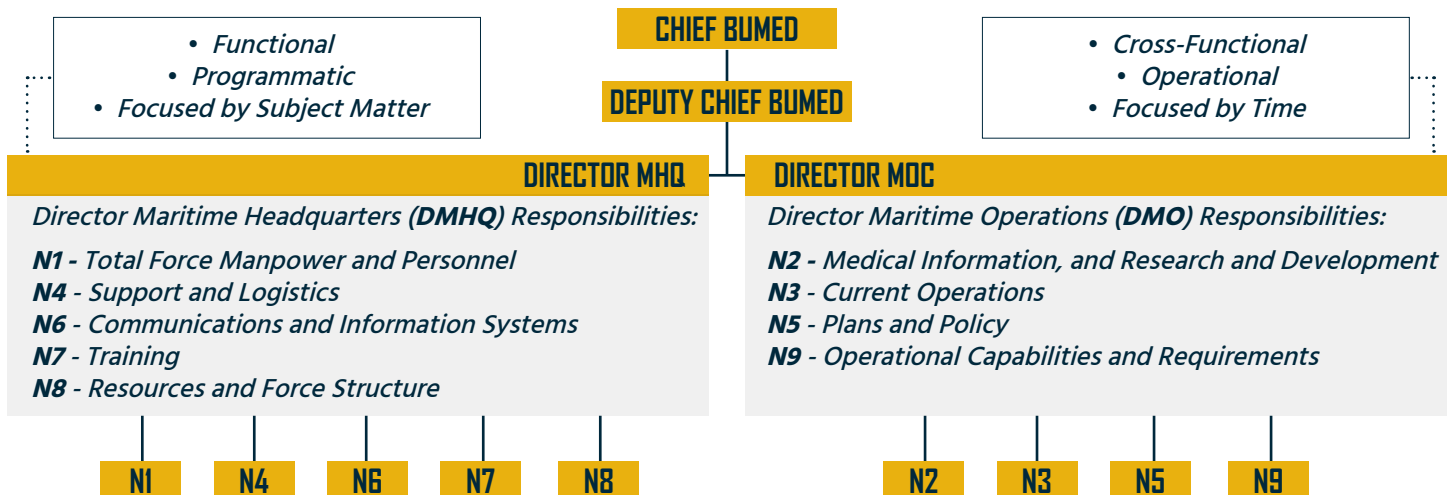 CHIEF BUMED
DEPUTY CHIEF BUMED
• Functional
• Programmatic
• Focused by Subject Matter
• Cross-Functional
• Operational
• Focused by Time
DIRECTOR MHQ
Director Maritime Headquarters (DMHQ) Responsibilities:
N1 - Total Force Manpower and Personnel
N4 - Support and Logistics
N6 - Communications and Information Systems
N7 - Training
N8 - Resources and Force Structure
N1
N4
N6
N7
N8
DIRECTOR MOC
Director Maritime Operations (DMO) Responsibilities:
N2 - Medical Information, and Research and Development
N3 - Current Operations
N5 - Plans and Policy
N9 - Operational Capabilities and Requirements
N2
N3
N5
N9